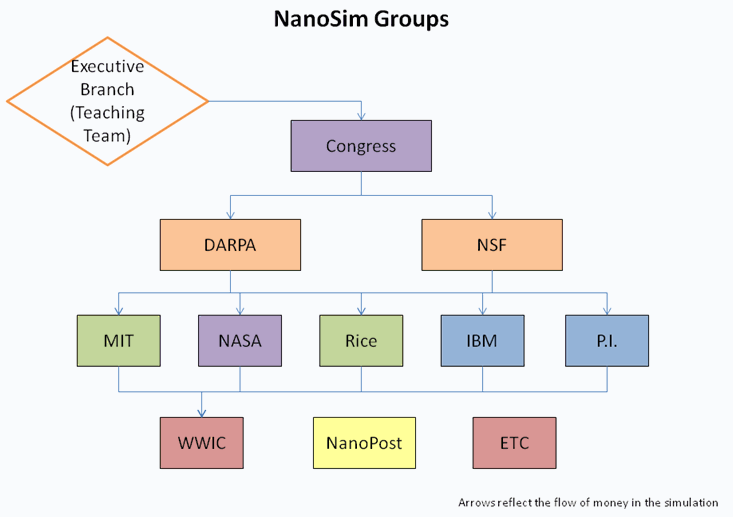 NanoSim Groups
Executive
Branch
(Teaching
Team)
Congress
DARPA
NSF
MIT
NASA
Rice
IBM
P.I.
WWIC
NanoPost
ETC
Arrows reflect the flow of money in the simulation